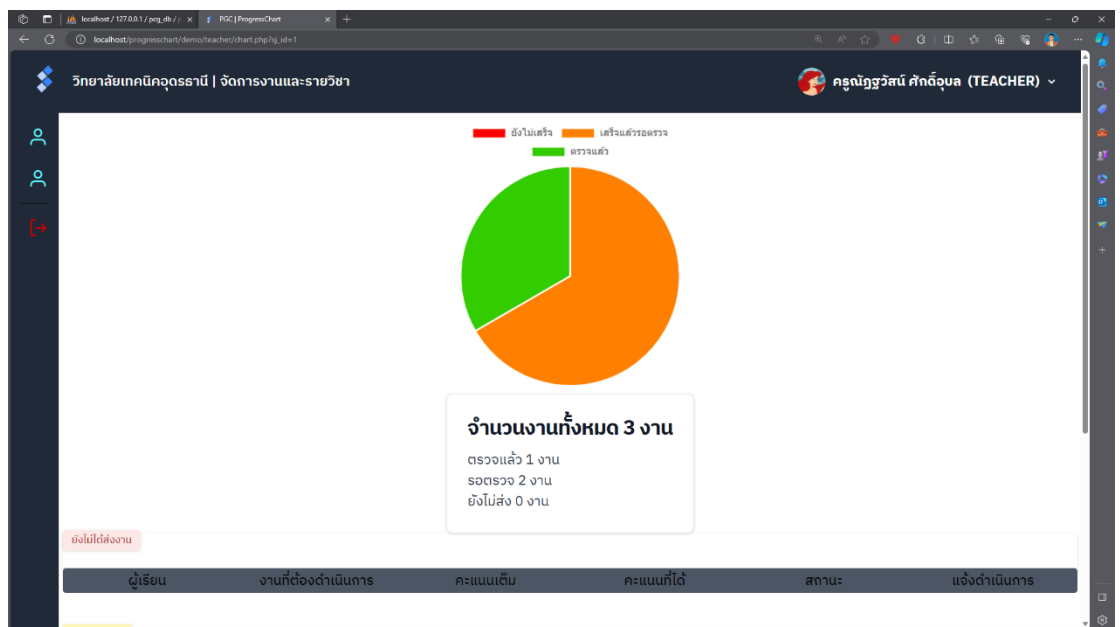 localhost / 127.0.0.1 / prg_db / p
PGC | ProgressChart
localhost/progresschart/demo/teacher/chart.php?sj_id=1
วิทยาลัยเทคนิคอุดรธานี | จัดการงานและรายวิชา
ครูณัฏฐวัสน์ ศักดิ์อุบล (TEACHER)
ยังไม่เสร็จ เสร็จแล้วรอตรวจ
ตรวจแล้ว
จำนวนงานทั้งหมด 3 งาน
ตรวจแล้ว 1 งาน
รอตรวจ 2 งาน
ยังไม่ส่ง 0 งาน
ยังไม่ได้ส่งงาน
ผู้เรียน งานที่ต้องดำเนินการ คะแนนเต็ม คะแนนที่ได้ สถานะ แจ้งดำเนินการ